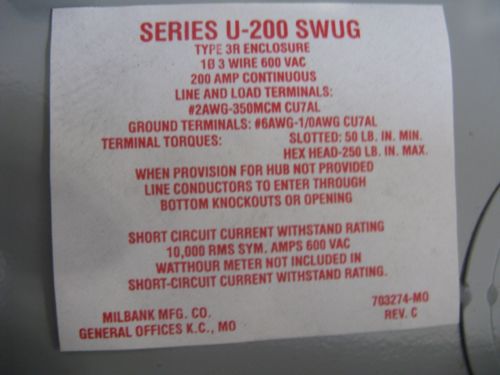 SERIES U-200 SWUG
TYPE 3R ENCLOSURE
1Ø 3 WIRE 600 VAC
200 AMP CONTINUOUS
LINE AND LOAD TERMINALS:
#2AWG-350MCM CU7AL
GROUND TERMINALS: #6AWG-1/0AWG CU7AL
TERMINAL TORQUES: SLOTTED: 50 LB. IN. MIN.
HEX HEAD-250 LB. IN. MAX.
WHEN PROVISION FOR HUB NOT PROVIDED
LINE CONDUCTORS TO ENTER THROUGH
BOTTOM KNOCKOUTS OR OPENING
SHORT CIRCUIT CURRENT WITHSTAND RATING
10,000 RMS SYM. AMPS 600 VAC
WATTHOUR METER NOT INCLUDED IN
SHORT-CIRCUIT CURRENT WITHSTAND RATING.
MILBANK MFG. CO. 703274-MO
GENERAL OFFICES K.C., MO REV. C